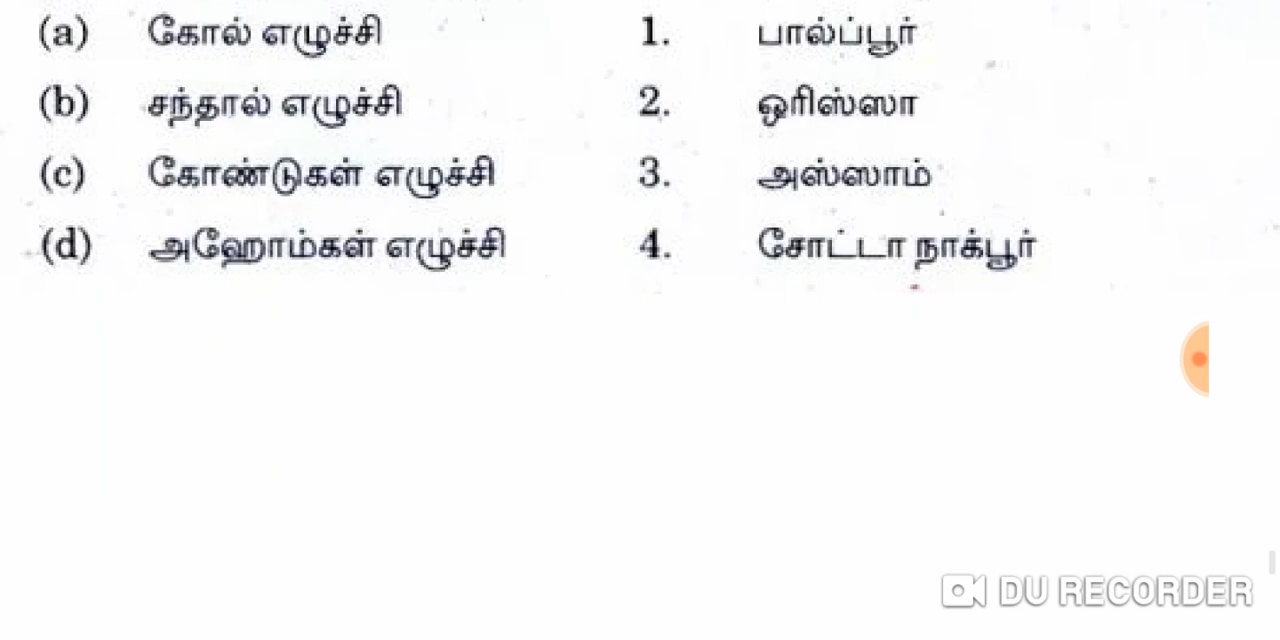 (a) கோல் எழுச்சி 1. பால்ப்பூர்
(b) சந்தால் எழுச்சி 2. ஒரிஸ்ஸா
(c) கோண்டுகள் எழுச்சி 3. அஸ்ஸாம்
(d) அஹோம்கள் எழுச்சி 4. சோட்டா நாக்பூர்
DU RECORDER